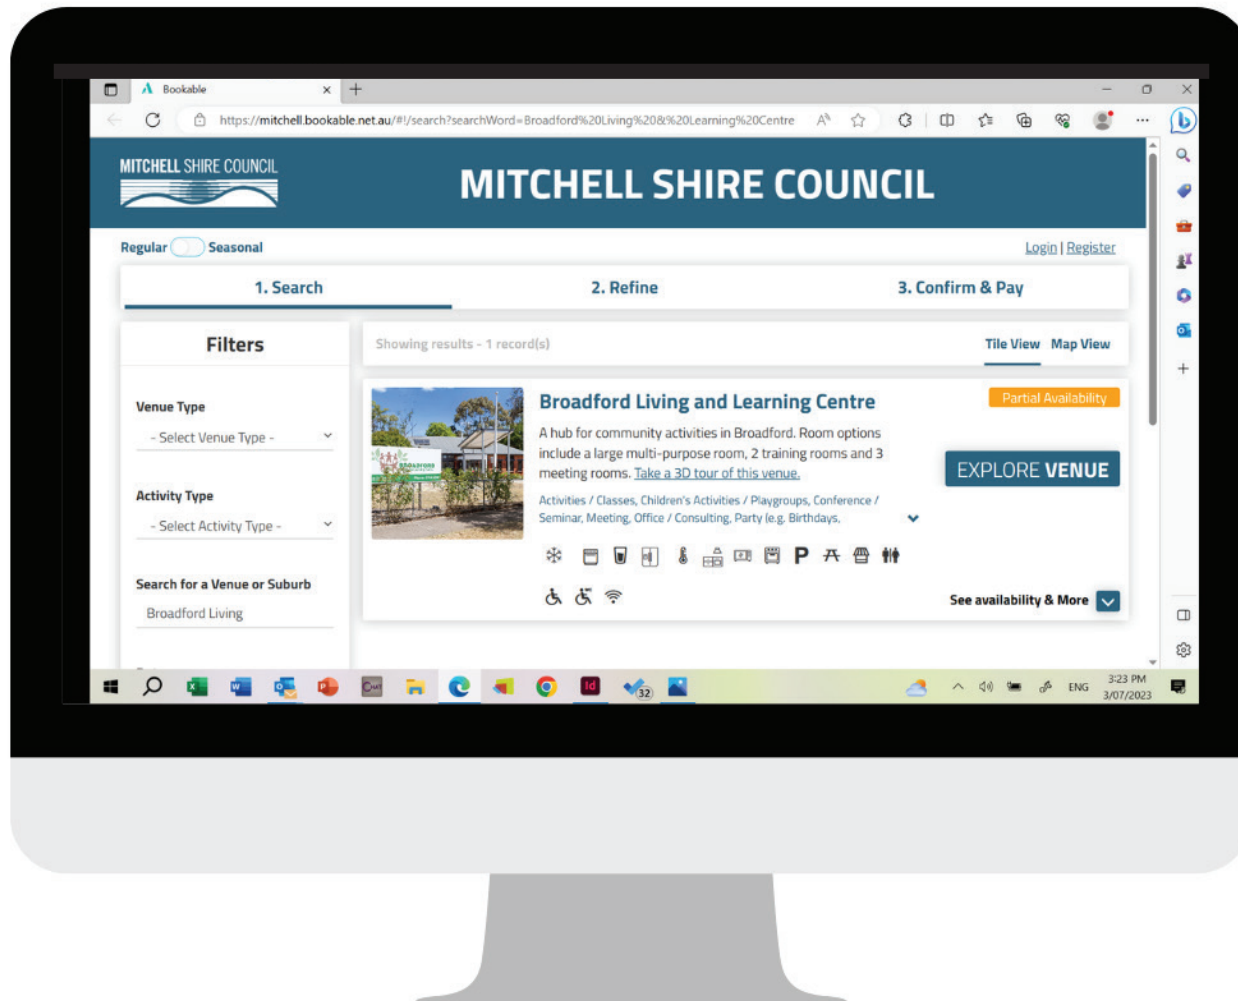 Bookable
https://mitchell.bookable.net.au/#!/search?searchWord=Broadford%20Living%20&%20Learning%20Centre
MITCHELL SHIRE COUNCIL
MITCHELL SHIRE COUNCIL
Regular Seasonal
Login | Register
1. Search
2. Refine
3. Confirm & Pay
Filters
Showing results - 1 record(s)
Tile View Map View
Venue Type
- Select Venue Type -
Activity Type
- Select Activity Type -
Search for a Venue or Suburb
Broadford Living
BROADFORD
Broadford Living and Learning Centre
Partial Availability
A hub for community activities in Broadford. Room options
include a large multi-purpose room, 2 training rooms and 3
meeting rooms. Take a 3D tour of this venue.
EXPLORE VENUE
Activities / Classes, Children's Activities / Playgroups, Conference /
Seminar, Meeting, Office / Consulting, Party (e.g. Birthdays,
P
See availability & More
Id
32
ENG
3:23 PM
3/07/2023